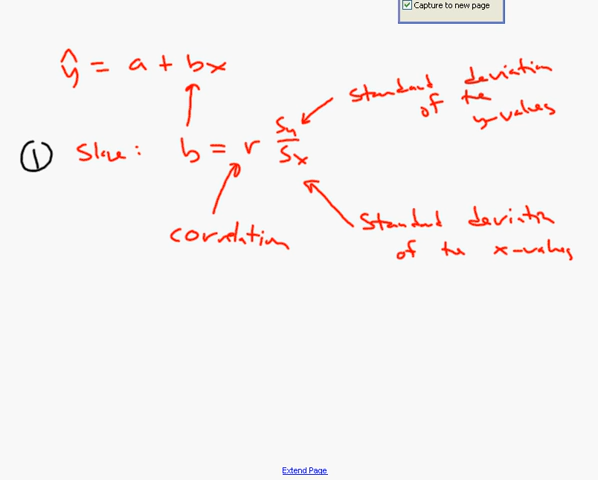 Capture to new page
ŷ = a + bx
standard deviation
of the
y-values
① Slope: b = r Sy/Sx
correlation
standard deviation
of the x-values
Extend Page